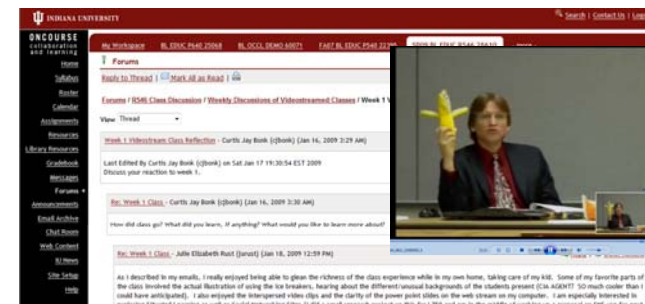 INDIANA UNIVERSITY
Search | Contact Us |
ONCOURSE
collaboration
and learning
Home
Syllabus
Roster
Calendar
Assignments
Resources
Library Resources
Gradebook
Messages
Forums
Announcements
Email Archive
Chat Room
Web Content
IU News
Site Setup
Help
My Workspace BL EDUC P640 25068 BL OCCL DEMO 60071
Forums
Reply to Thread | Mark All as Read |
Forums / R546 Class Discussion / Weekly Discussions of Videostreamed Classes / Week 1
View Thread
Week 1 Videostream Class Reflection - Curtis Jay Bonk (cjbonk) (Jan 16, 2009 3:29 AM)
Last Edited By Curtis Jay Bonk (cjbonk) on Sat Jan 17 19:30:54 EST 2009
Discuss your reaction to week 1.
Re: Week 1 Class - Curtis Jay Bonk (cjbonk) (Jan 16, 2009 3:30 AM)
How did class go? What did you learn, if anything? What would you like to learn more about?
Re: Week 1 Class - Julie Elizabeth Rust (jarust) (Jan 18, 2009 12:59 PM)
As I described in my emails, I really enjoyed being able to glean the richness of the class experience while in my own home, taking care of my kid. Some of my favorite parts of
the class involved the actual illustration of using the ice breakers, hearing about the different/unusual backgrounds of the students present (CIA AGENT? SO much cooler than I
could have anticipated). I also enjoyed the interspersed video clips and the clarity of the power point slides on the web stream on my computer. I am especially interested in